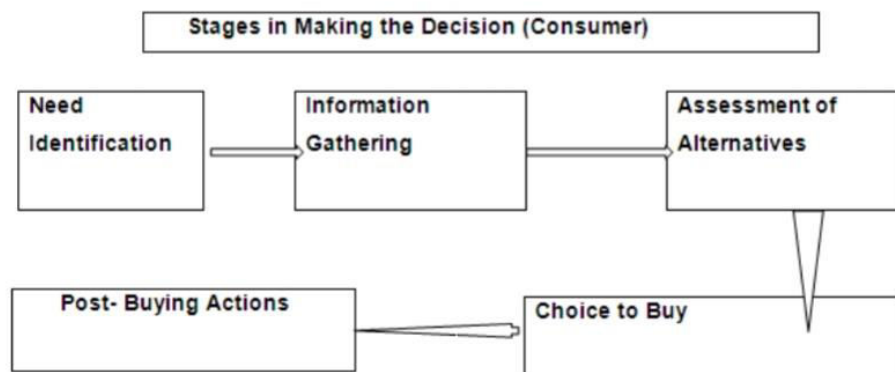 Stages in Making the Decision (Consumer)
Need
Identification
Information
Gathering
Assessment of
Alternatives
Choice to Buy
Post- Buying Actions